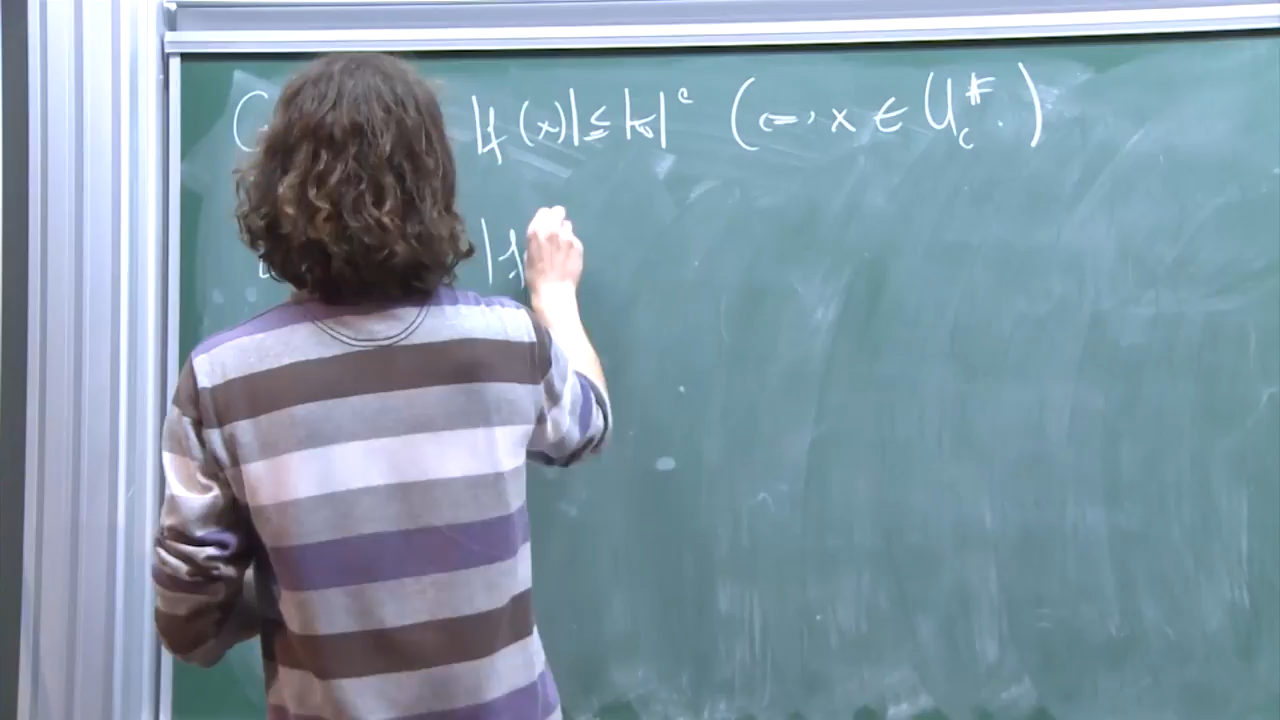 |f(x)| ≤ |ϖ|^c (⇔ x ∈ U_c^#.)
|f